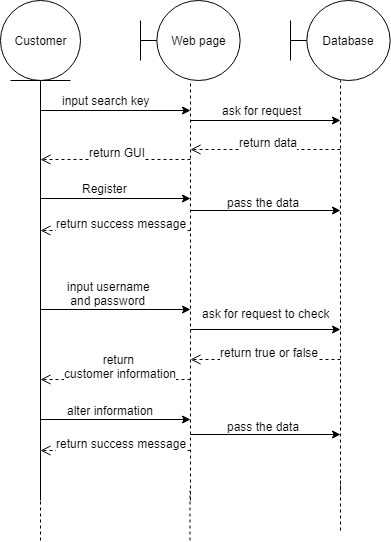 Customer
Web page
Database
input search key
ask for request
return data
return GUI
Register
pass the data
return success message
input username
and password
ask for request to check
return true or false
return
customer information
alter information
pass the data
return success message